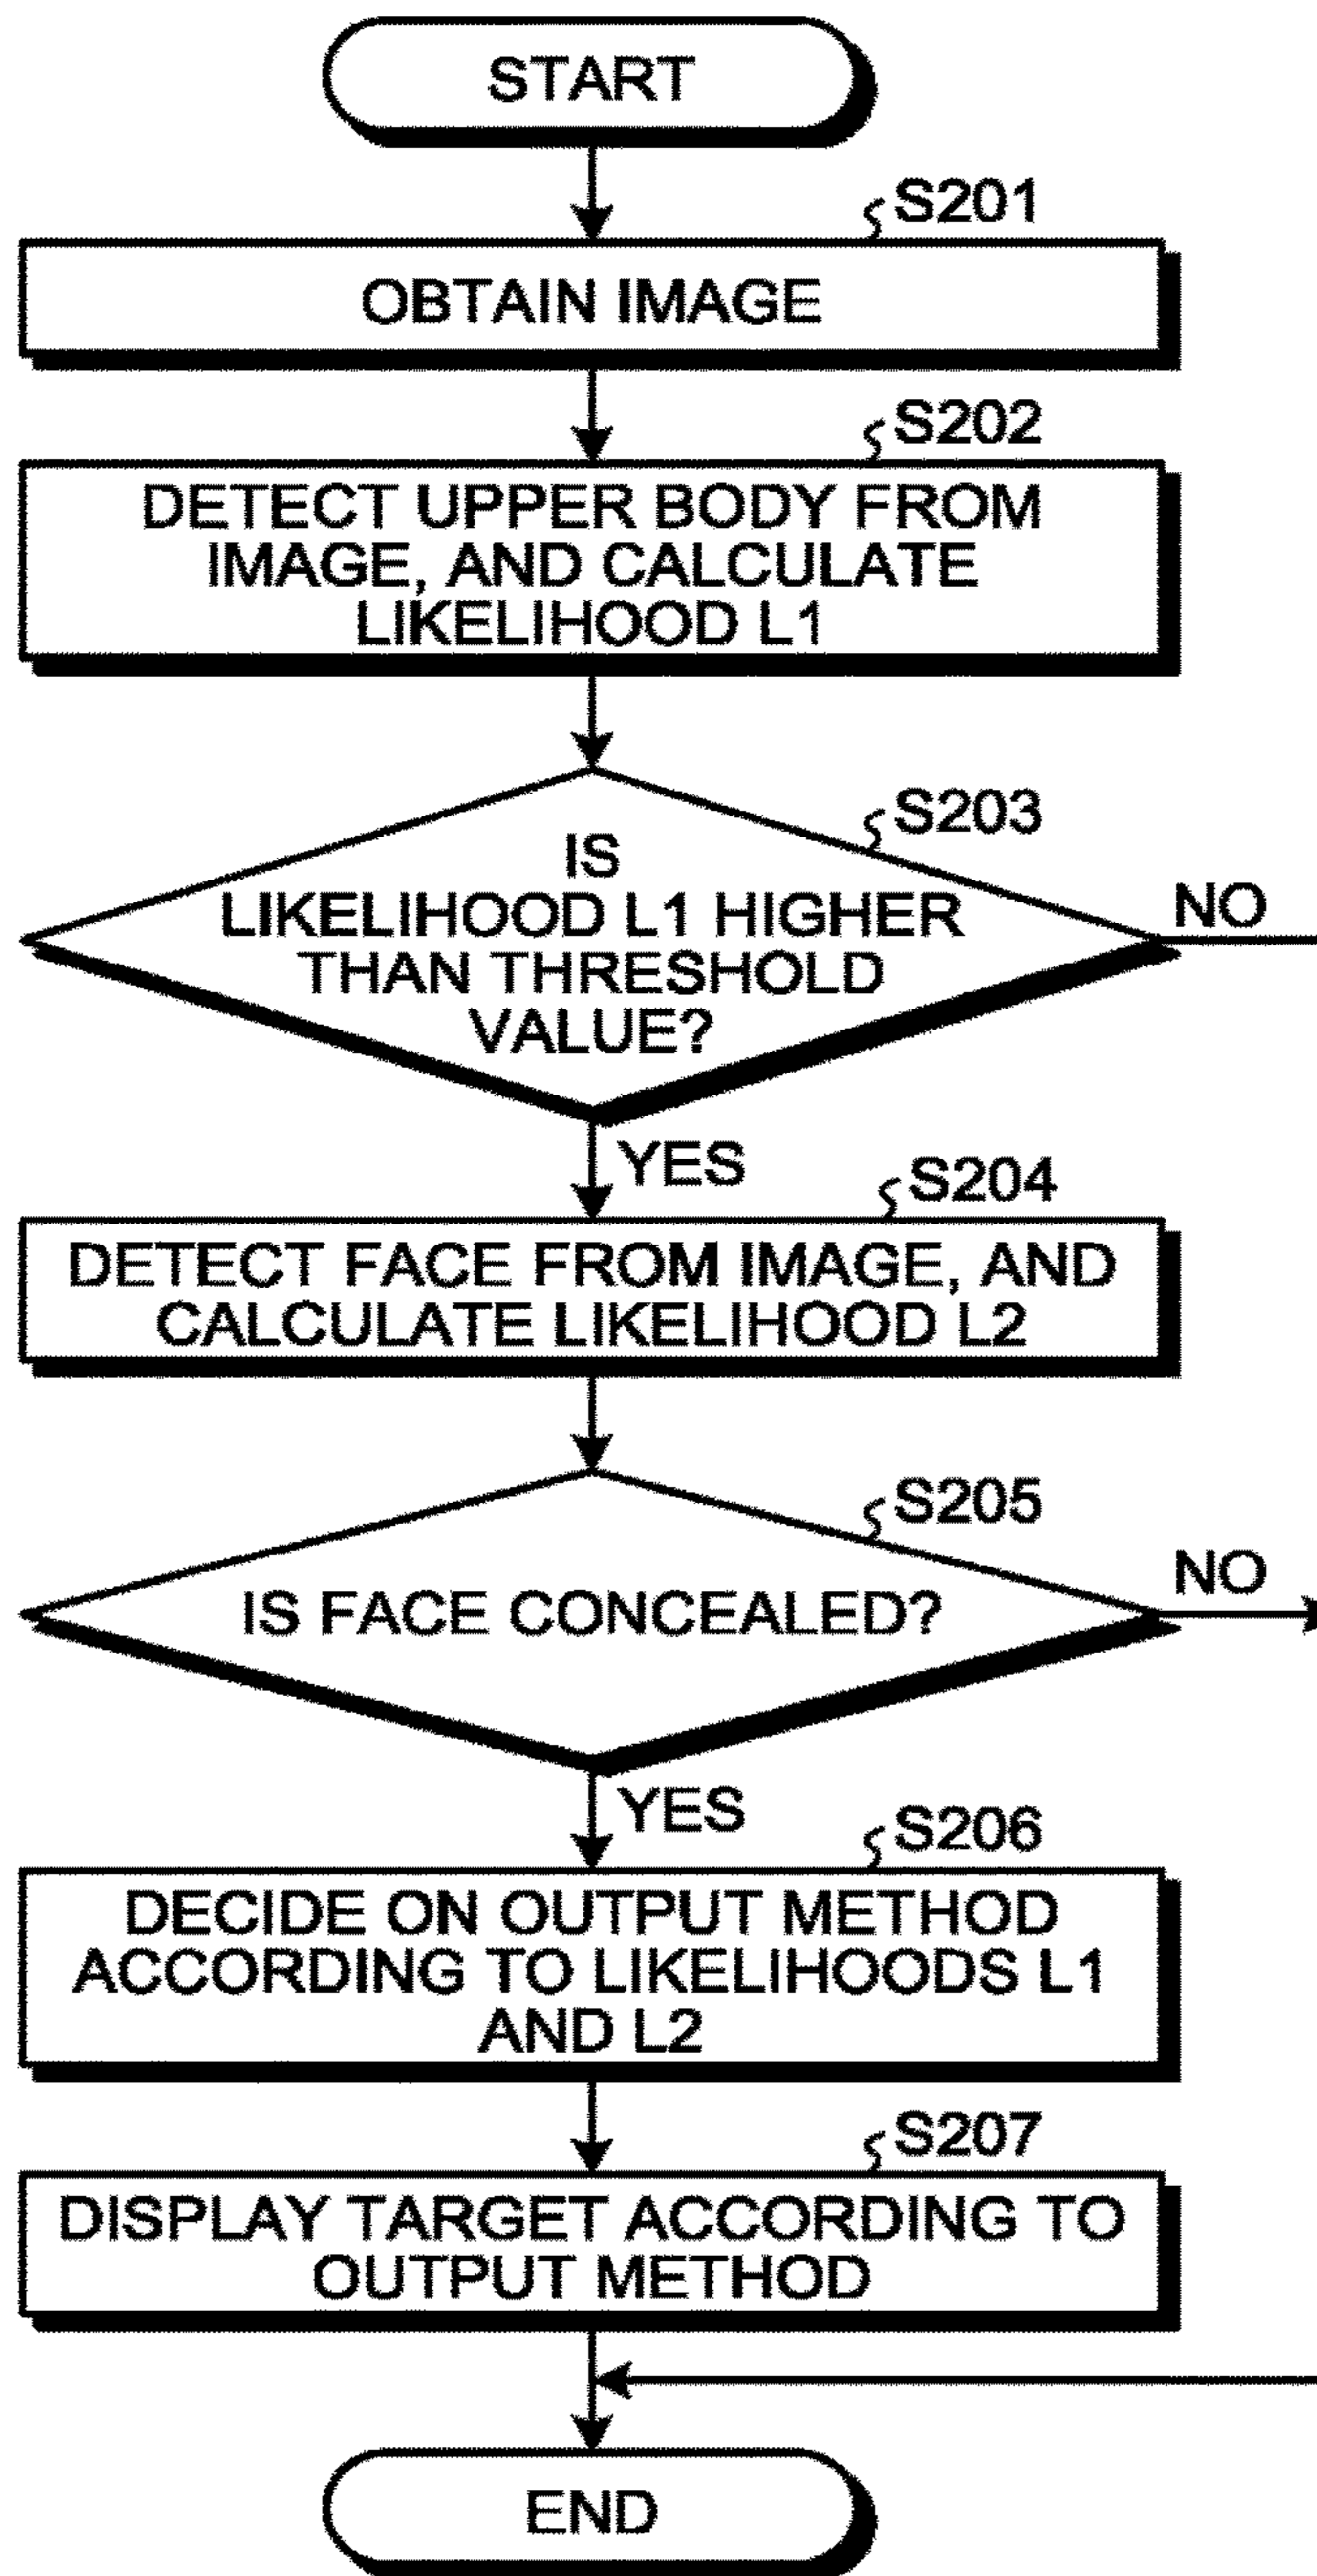 START
S201
OBTAIN IMAGE
S202
DETECT UPPER BODY FROM
IMAGE, AND CALCULATE
LIKELIHOOD L1
S203
IS
LIKELIHOOD L1 HIGHER
THAN THRESHOLD
VALUE?
NO
YES
S204
DETECT FACE FROM IMAGE, AND
CALCULATE LIKELIHOOD L2
S205
IS FACE CONCEALED?
NO
YES
S206
DECIDE ON OUTPUT METHOD
ACCORDING TO LIKELIHOODS L1
AND L2
S207
DISPLAY TARGET ACCORDING TO
OUTPUT METHOD
END